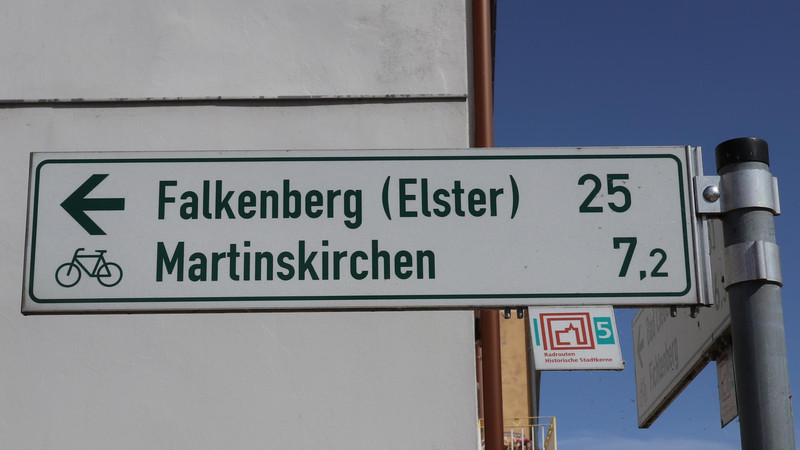 Falkenberg (Elster) 25
Martinskirchen 7,2
5
Radrouten
Historische Stadtkerne